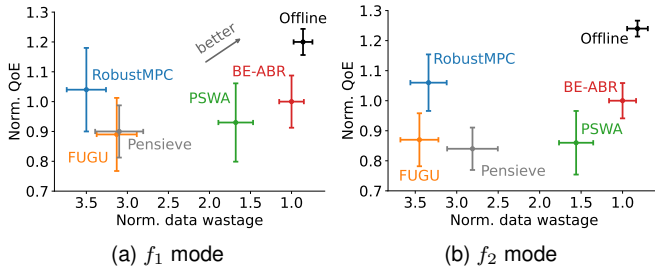 1.3
1.2
1.1
1.0
0.9
0.8
0.7
Norm. QoE
better
Offline
RobustMPC
BE-ABR
PSWA
FUGU
Pensieve
3.5 3.0 2.5 2.0 1.5 1.0
Norm. data wastage
(a) f1 mode
1.3
1.2
1.1
1.0
0.9
0.8
0.7
Norm. QoE
Offline
RobustMPC
BE-ABR
PSWA
FUGU
Pensieve
3.5 3.0 2.5 2.0 1.5 1.0
Norm. data wastage
(b) f2 mode